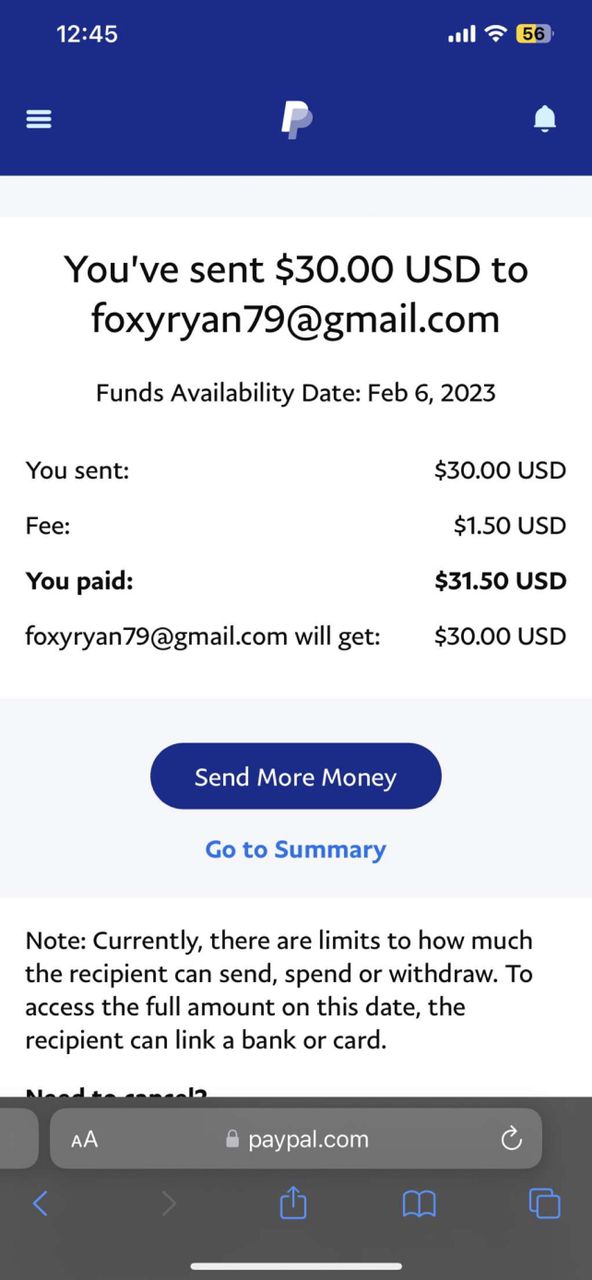 12:45
56
You've sent $30.00 USD to
foxyryan79@gmail.com
Funds Availability Date: Feb 6, 2023
You sent: $30.00 USD
Fee: $1.50 USD
You paid: $31.50 USD
foxyryan79@gmail.com will get: $30.00 USD
Send More Money
Go to Summary
Note: Currently, there are limits to how much
the recipient can send, spend or withdraw. To
access the full amount on this date, the
recipient can link a bank or card.
Need to cancel?
AA paypal.com